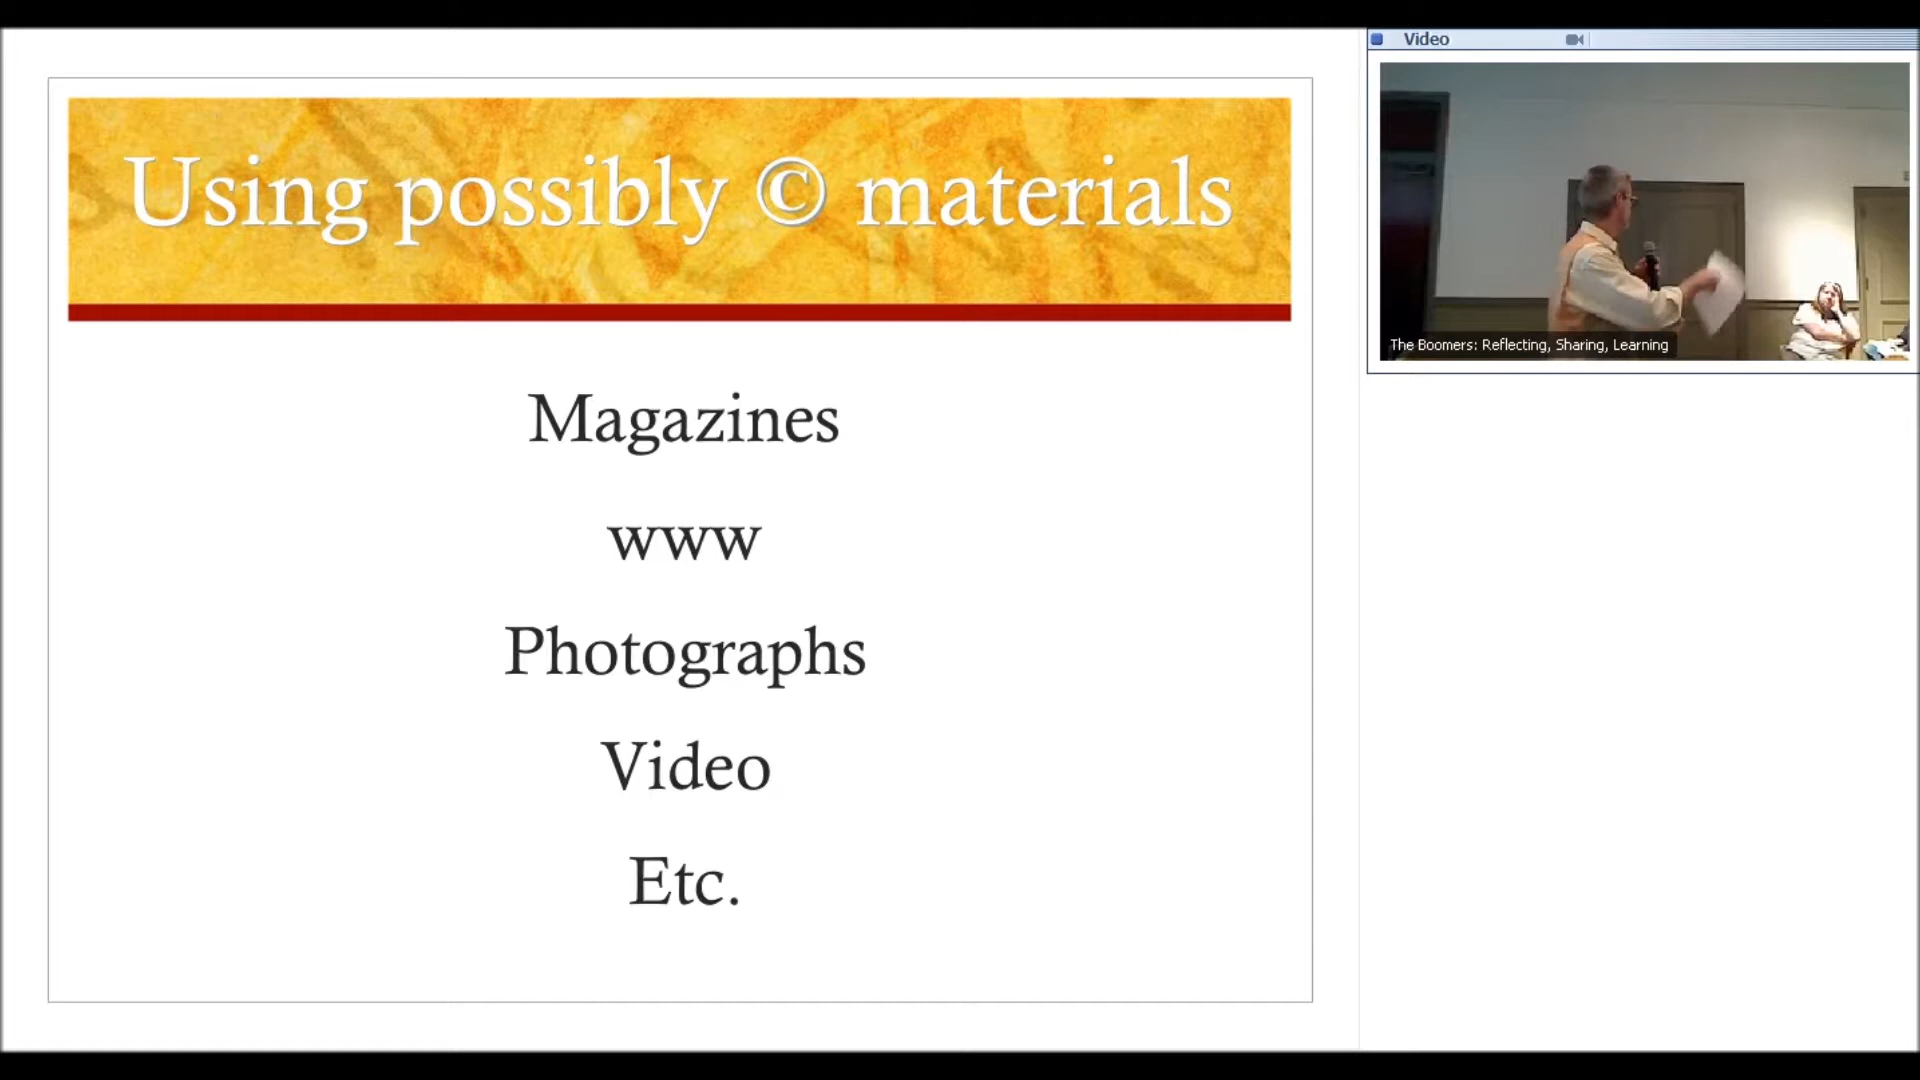 Using possibly © materials
Magazines
www
Photographs
Video
Etc.
Video
The Boomers: Reflecting, Sharing, Learning